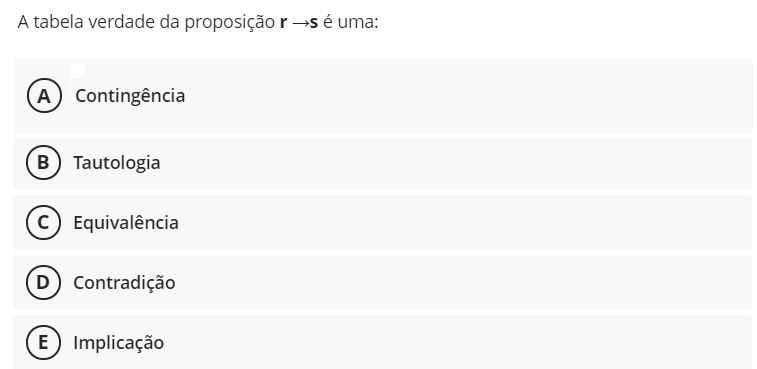 A tabela verdade da proposição r →s é uma:
A Contingência
B Tautologia
C Equivalência
D Contradição
E Implicação